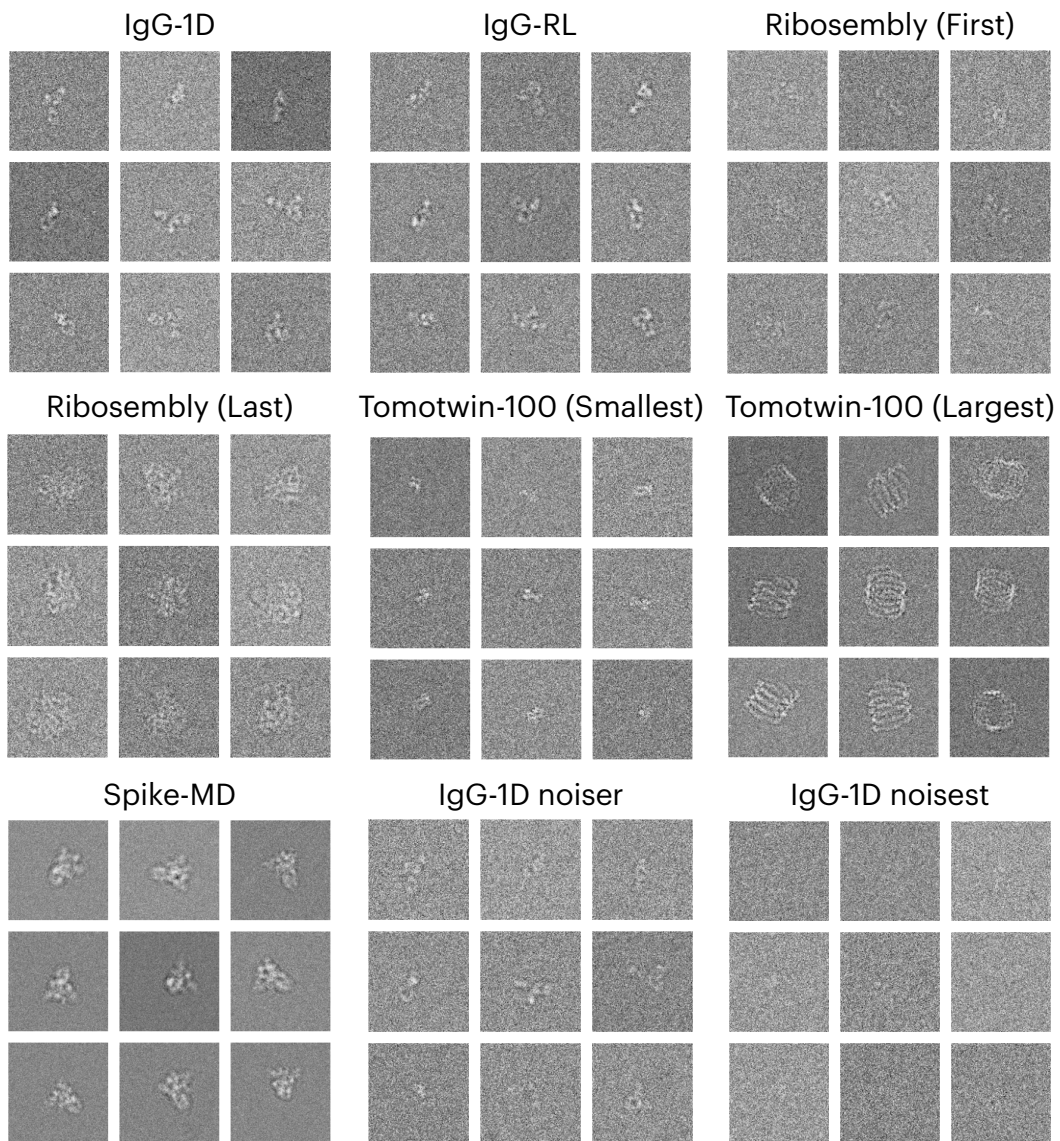 IgG-1D
IgG-RL
Ribosembly (First)
Ribosembly (Last)
Tomotwin-100 (Smallest)
Tomotwin-100 (Largest)
Spike-MD
IgG-1D noiser
IgG-1D noisest